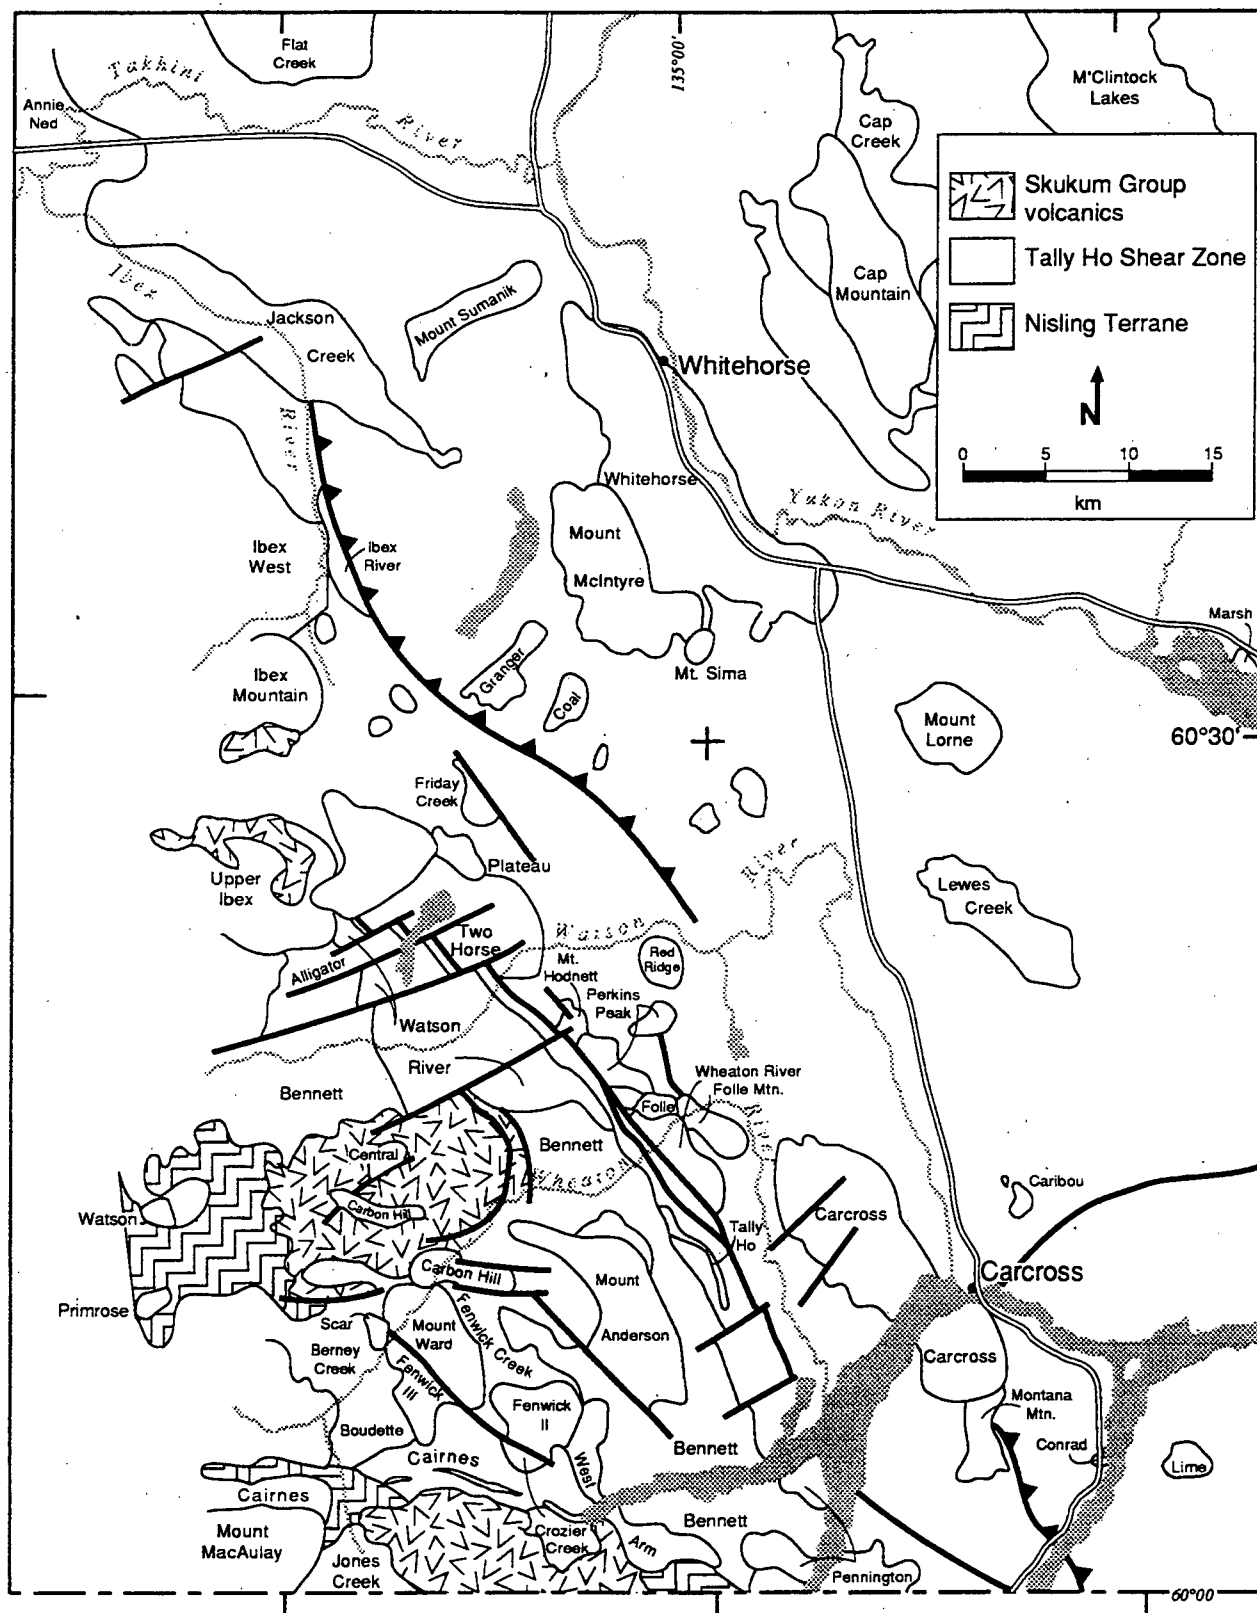 Flat
Creek
135°00'
M'Clintock
Lakes
Takhini
River
Annie
Ned
Cap
Creek
Skukum Group
volcanics
Tally Ho Shear Zone
Nisling Terrane
N
0 5 10 15
km
Ibex
River
Cap
Mountain
Jackson
Creek
Mount Sumanik
Whitehorse
Whitehorse
Yukon River
Mount
McIntyre
Ibex
West
Ibex
River
Marsh
Granger
Mt. Sima
Ibex
Mountain
Coal
Mount
Lorne
60°30'
Friday
Creek
Plateau
River
Upper
Ibex
Lewes
Creek
Two
Horse
Watson
Alligator
Mt.
Hodnett
Red
Ridge
Perkins
Peak
Watson
River
Wheaton River
Folle Mtn.
Bennett
Folle
River
Bennett
Central
Wheaton
Caribou
Carbon Hill
Watson
Tally
Ho
Carcross
Carbon Hill
Mount
Anderson
Carcross
Primrose
Scar
Mount
Ward
Fenwick Creek
Berney
Creek
Fenwick
III
Carcross
Fenwick
II
Montana
Mtn.
Boudette
Bennett
Conrad
Cairnes
West
Lime
Cairnes
Mount
MacAulay
Crozier
Creek
Arm
Bennett
Jones
Creek
Pennington
60°00